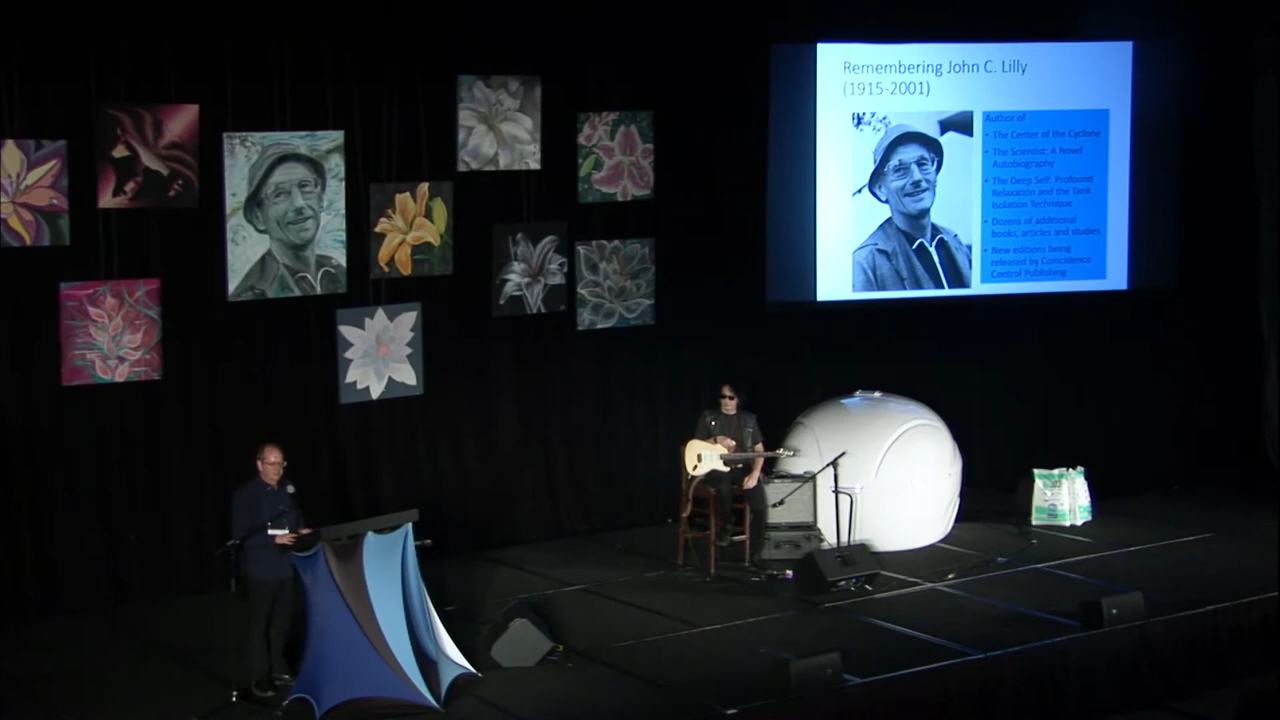 Remembering John C. Lilly
(1915-2001)
Author of
• The Center of the Cyclone
• The Scientist: A Novel
Autobiography
• The Deep Self: Profound
Relaxation and the Tank
Isolation Technique
• Dozens of additional
books, articles and studies
• New editions being
released by Coincidence
Control Publishing